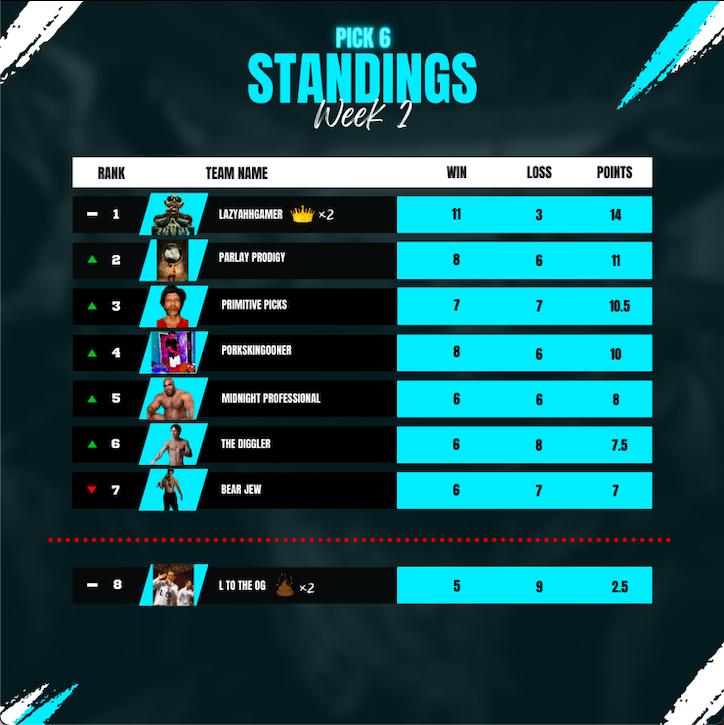 PICK 6
STANDINGS
Week 2
RANK TEAM NAME WIN LOSS POINTS
1 LAZYAHHGAMER ×2 11 3 14
2 PARLAY PRODIGY 8 6 11
3 PRIMITIVE PICKS 7 7 10.5
4 PORKSKINGOONER 8 6 10
5 MIDNIGHT PROFESSIONAL 6 6 8
6 THE DIGGLER 6 8 7.5
7 BEAR JEW 6 7 7
8 L TO THE OG ×2 5 9 2.5